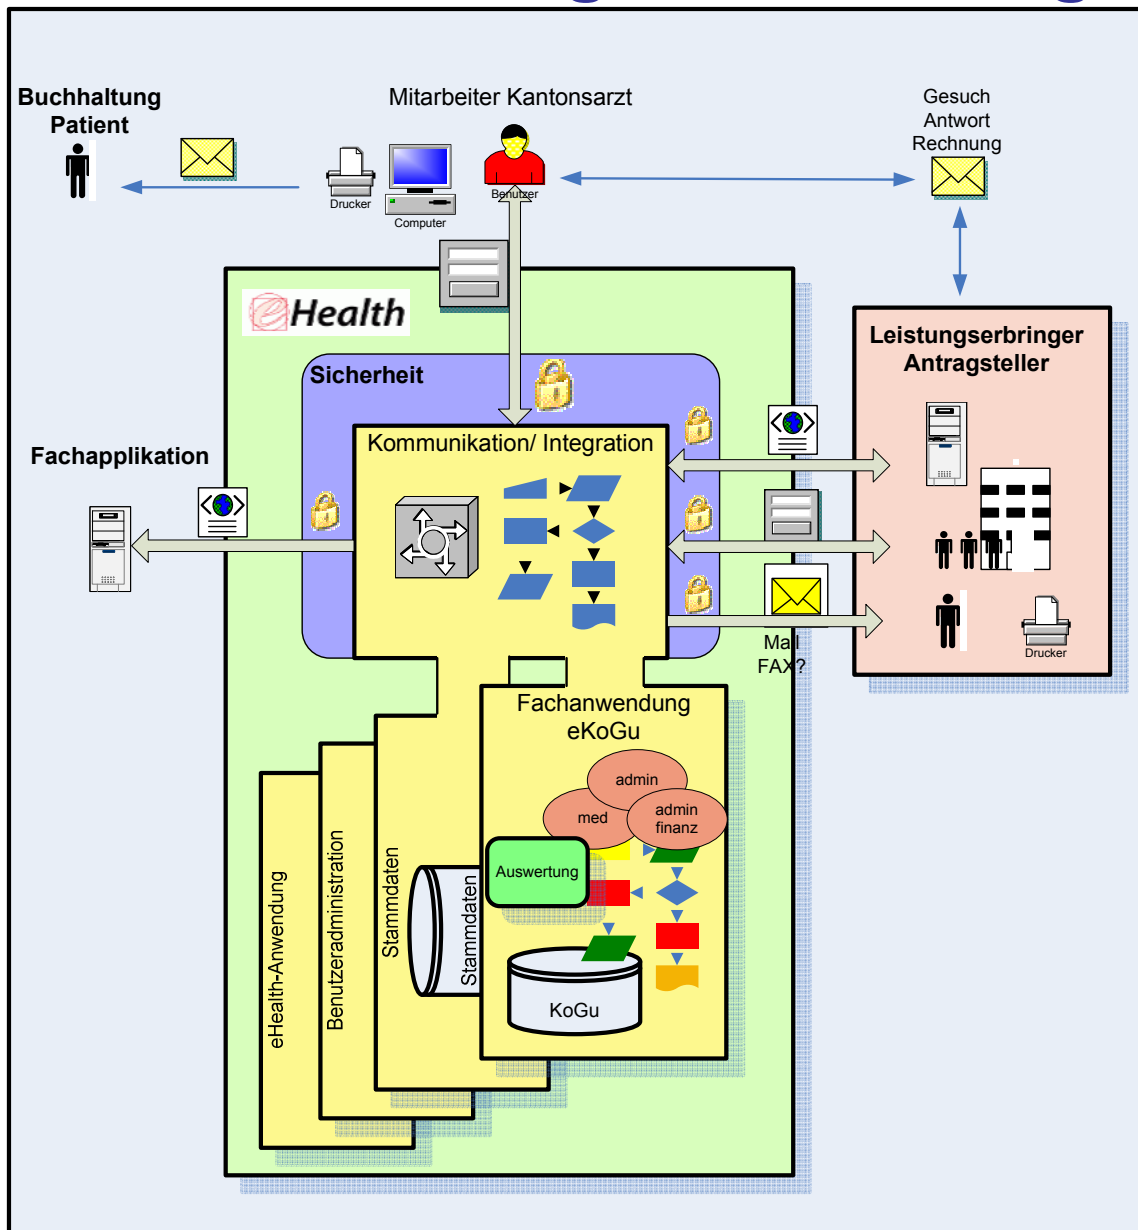 Buchhaltung
Patient
Mitarbeiter Kantonsarzt
Gesuch
Antwort
Rechnung
Drucker
Computer
Benutzer
eHealth
Leistungserbringer
Antragsteller
Sicherheit
Kommunikation/ Integration
Fachapplikation
Mail
FAX?
Drucker
Fachanwendung
eKoGu
admin
med
admin
finanz
Auswertung
eHealth-Anwendung
Benutzeradministration
Stammdaten
Stammdaten
KoGu